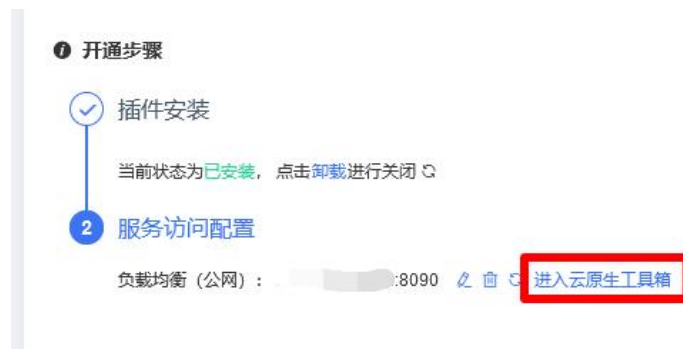 开通步骤
插件安装
当前状态为已安装，点击卸载进行关闭
2 服务访问配置
负载均衡（公网）： :8090 进入云原生工具箱